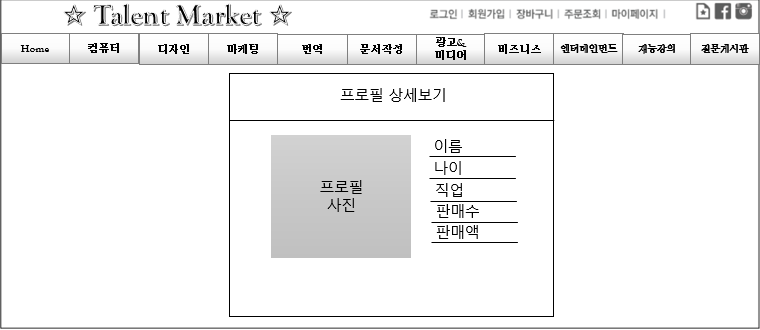 ☆ Talent Market ☆
로그인 | 회원가입 | 장바구니 | 주문조회 | 마이페이지 |
Home 컴퓨터 디자인 마케팅 번역 문서작성 광고& 미디어 비즈니스 엔터테인먼트 재능강의 질문게시판
프로필 상세보기
프로필
사진
이름
나이
직업
판매수
판매액